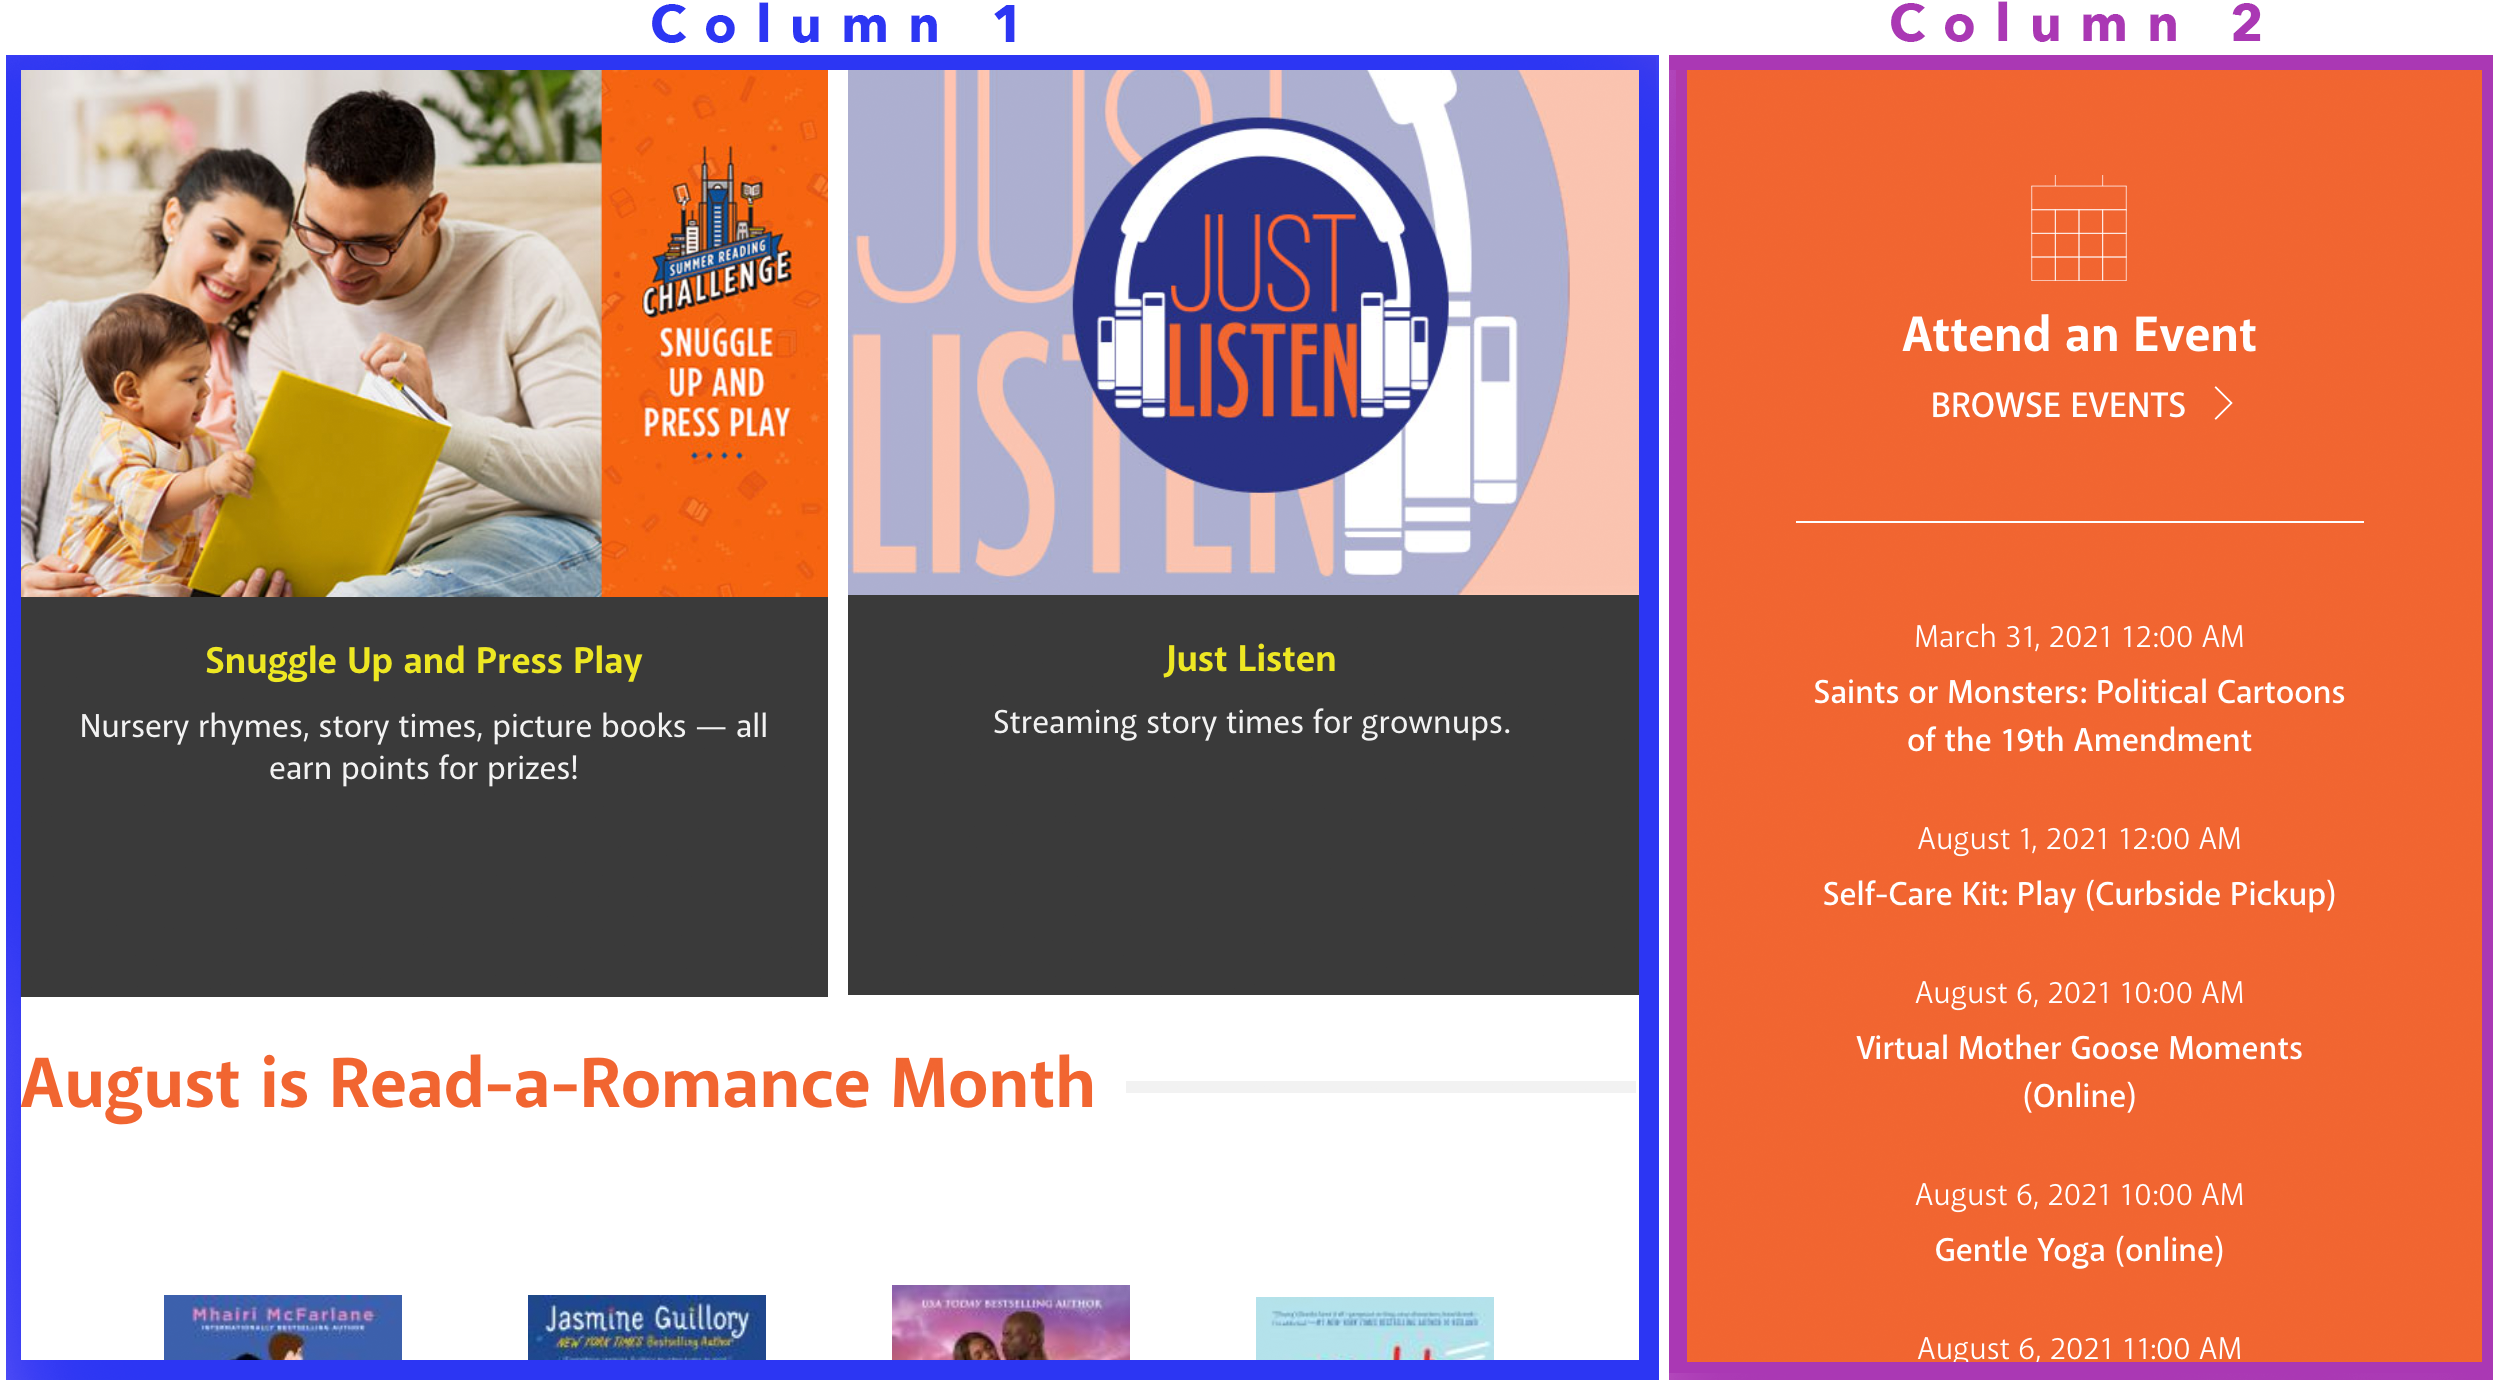 Column 1
SUMMER READING
CHALLENGE
SNUGGLE
UP AND
PRESS PLAY
Snuggle Up and Press Play
Nursery rhymes, story times, picture books — all
earn points for prizes!
JUST
LISTEN
JUST
LISTEN
Just Listen
Streaming story times for grownups.
August is Read-a-Romance Month
Mhairi McFarlane
INTERNATIONALLY BESTSELLING AUTHOR
Jasmine Guillory
NEW YORK TIMES Bestselling Author
USA TODAY BESTSELLING AUTHOR
Column 2
Attend an Event
BROWSE EVENTS
March 31, 2021 12:00 AM
Saints or Monsters: Political Cartoons
of the 19th Amendment
August 1, 2021 12:00 AM
Self-Care Kit: Play (Curbside Pickup)
August 6, 2021 10:00 AM
Virtual Mother Goose Moments
(Online)
August 6, 2021 10:00 AM
Gentle Yoga (online)
August 6, 2021 11:00 AM